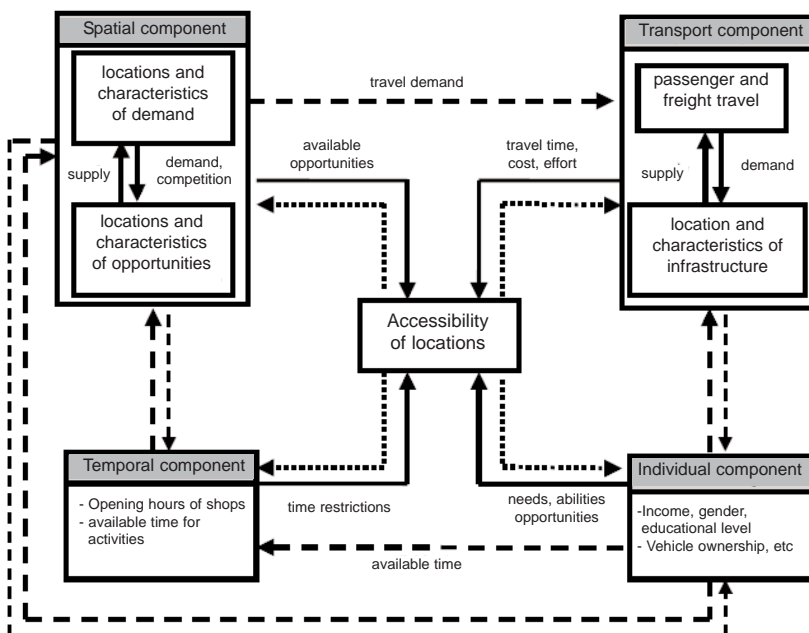 Spatial component
locations and
characteristics
of demand
supply
demand,
competition
locations and
characteristics
of opportunities
travel demand
available
opportunities
travel time,
cost, effort
Transport component
passenger and
freight travel
supply
demand
location and
characteristics of
infrastructure
Accessibility
of locations
Temporal component
- Opening hours of shops
- available time for
activities
time restrictions
needs, abilities
opportunities
available time
Individual component
-Income, gender,
educational level
- Vehicle ownership, etc